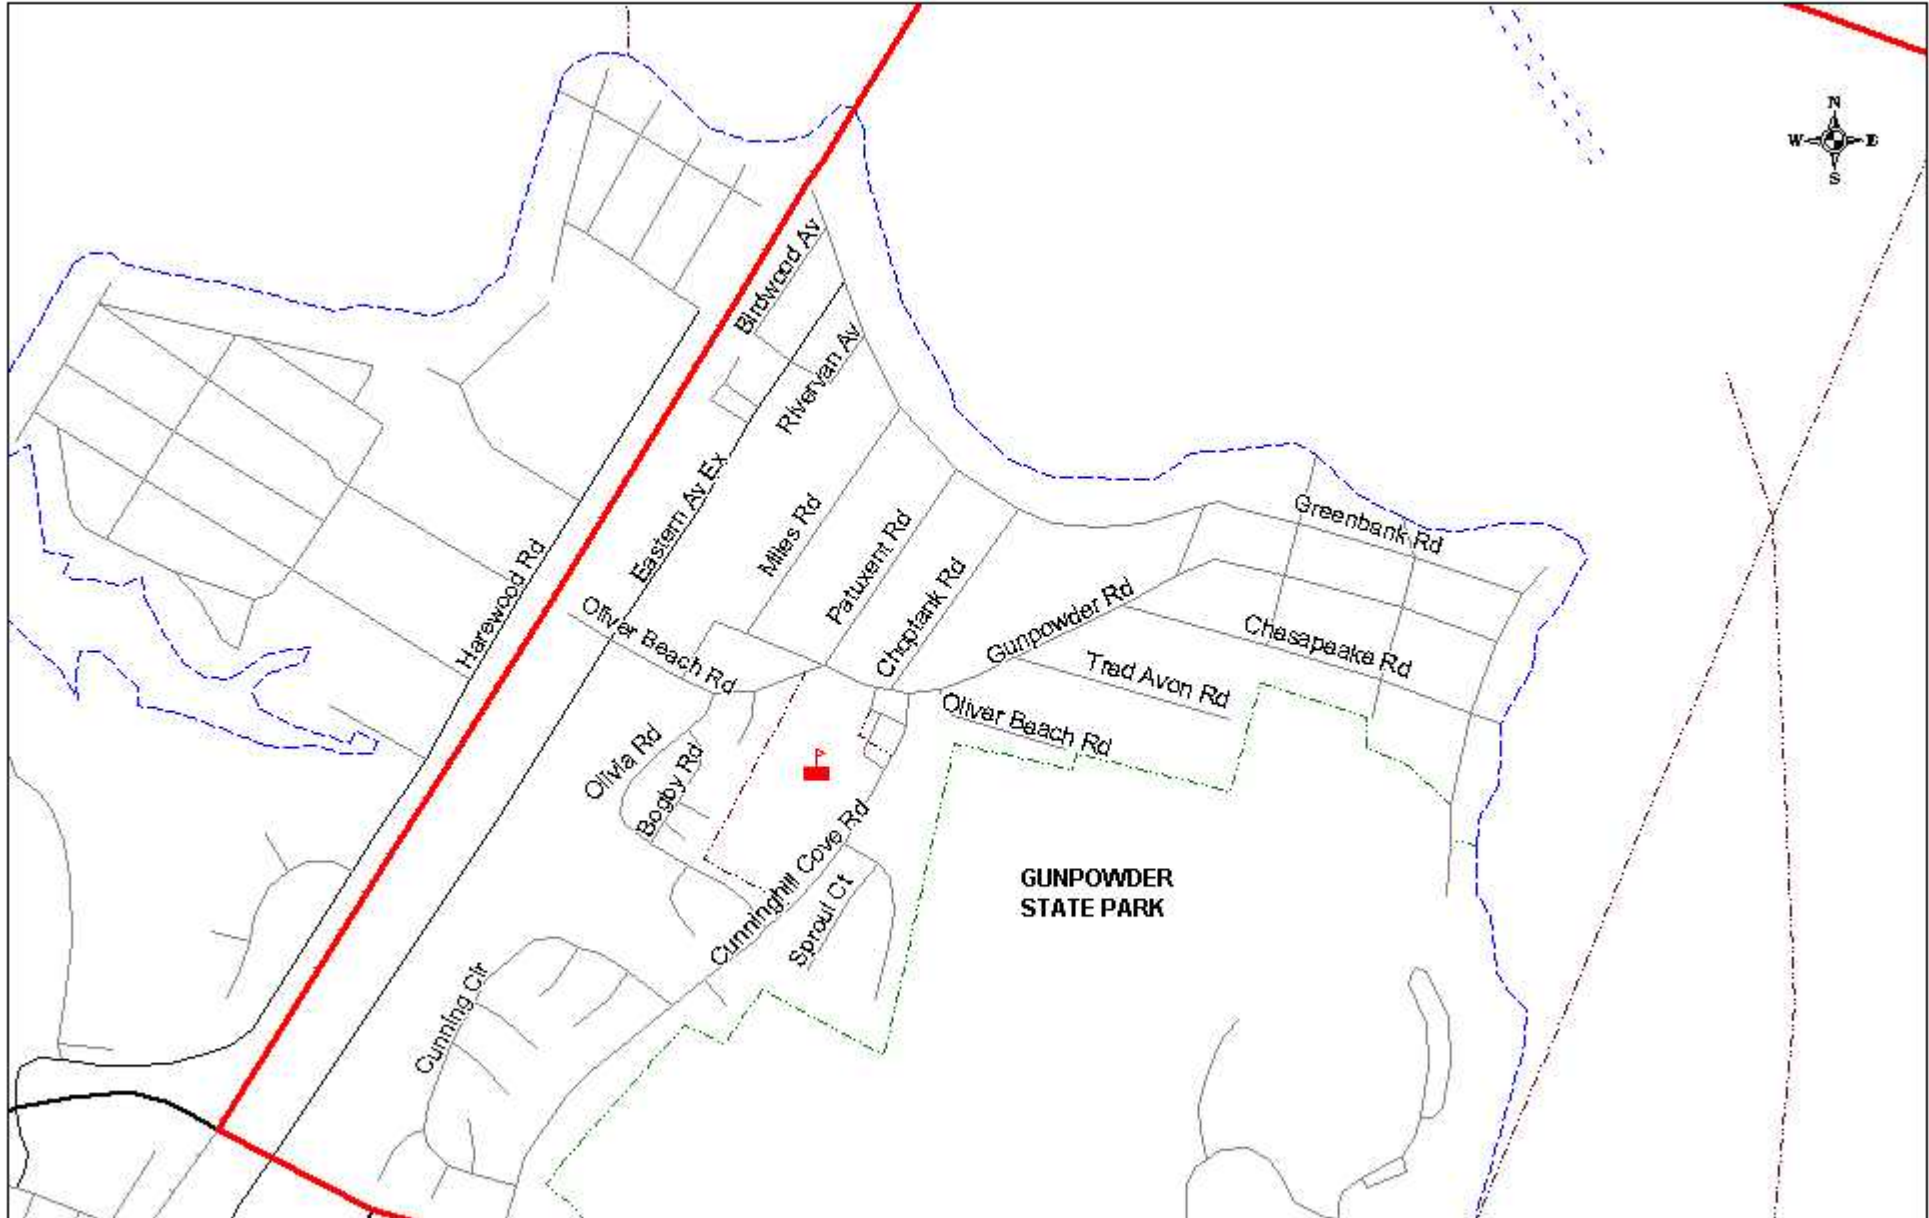 N
W E
S
Birdwood Av
Rivervan Av
Eastern Av Ex
Miles Rd
Patuxent Rd
Choptank Rd
Greenbank Rd
Harewood Rd
Oliver Beach Rd
Gunpowder Rd
Chesapeake Rd
Tred Avon Rd
Oliver Beach Rd
Olivia Rd
Bogby Rd
Cunninghill Cove Rd
Sproul Ct
GUNPOWDER
STATE PARK
Cunning Cir